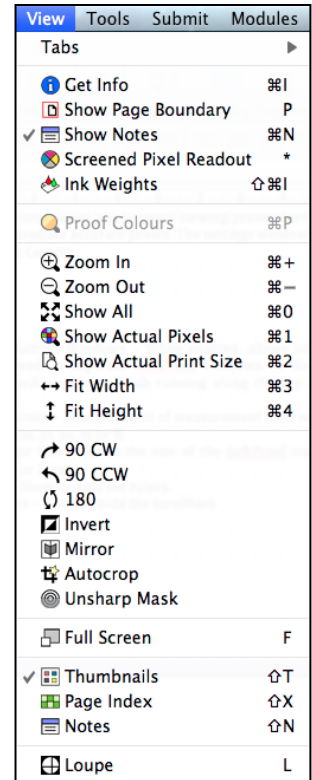 View Tools Submit Modules
Tabs ▶
Get Info ⌘I
Show Page Boundary P
✓ Show Notes ⌘N
Screened Pixel Readout *
Ink Weights ⇧⌘I
Proof Colours ⌘P
Zoom In ⌘+
Zoom Out ⌘−
Show All ⌘0
Show Actual Pixels ⌘1
Show Actual Print Size ⌘2
Fit Width ⌘3
Fit Height ⌘4
90 CW
90 CCW
180
Invert
Mirror
Autocrop
Unsharp Mask
Full Screen F
✓ Thumbnails ⇧T
Page Index ⇧X
Notes ⇧N
Loupe L